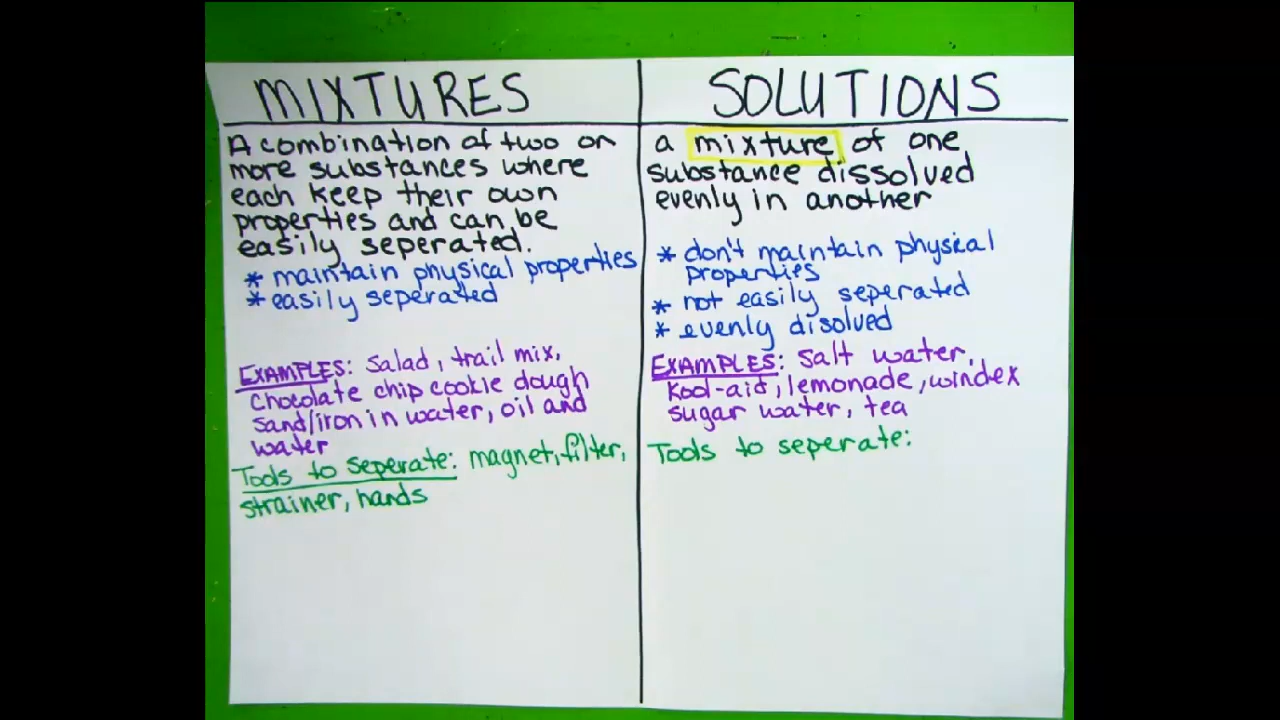 MIXTURES
A combination of two or
more substances where
each keep their own
properties and can be
easily seperated.
* maintain physical properties
* easily seperated
EXAMPLES: salad, trail mix,
chocolate chip cookie dough
sand/iron in water, oil and
water
Tools to seperate: magnet, filter,
strainer, hands
SOLUTIONS
a mixture of one
substance dissolved
evenly in another
* don't maintain physical
properties
* not easily seperated
* evenly disolved
EXAMPLES: salt water,
Kool-aid, lemonade, windex
sugar water, tea
Tools to seperate: